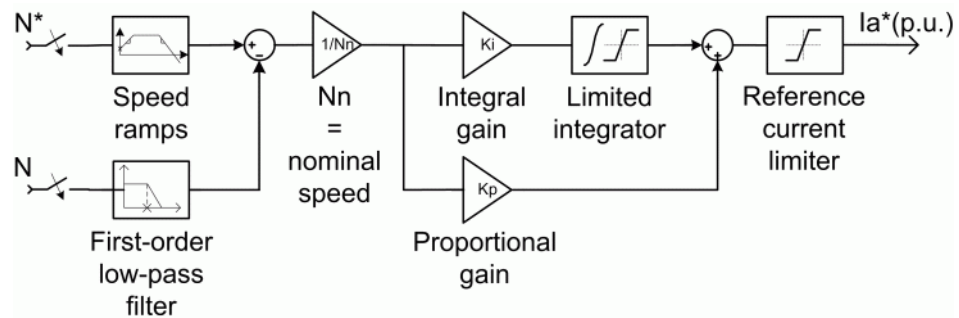 N*
Ia*(p.u.)
+
−
1/Nn
Ki
+
+
Speed
ramps
Nn
=
nominal
speed
Integral
gain
Limited
integrator
Reference
current
limiter
N
Kp
First-order
low-pass
filter
Proportional
gain